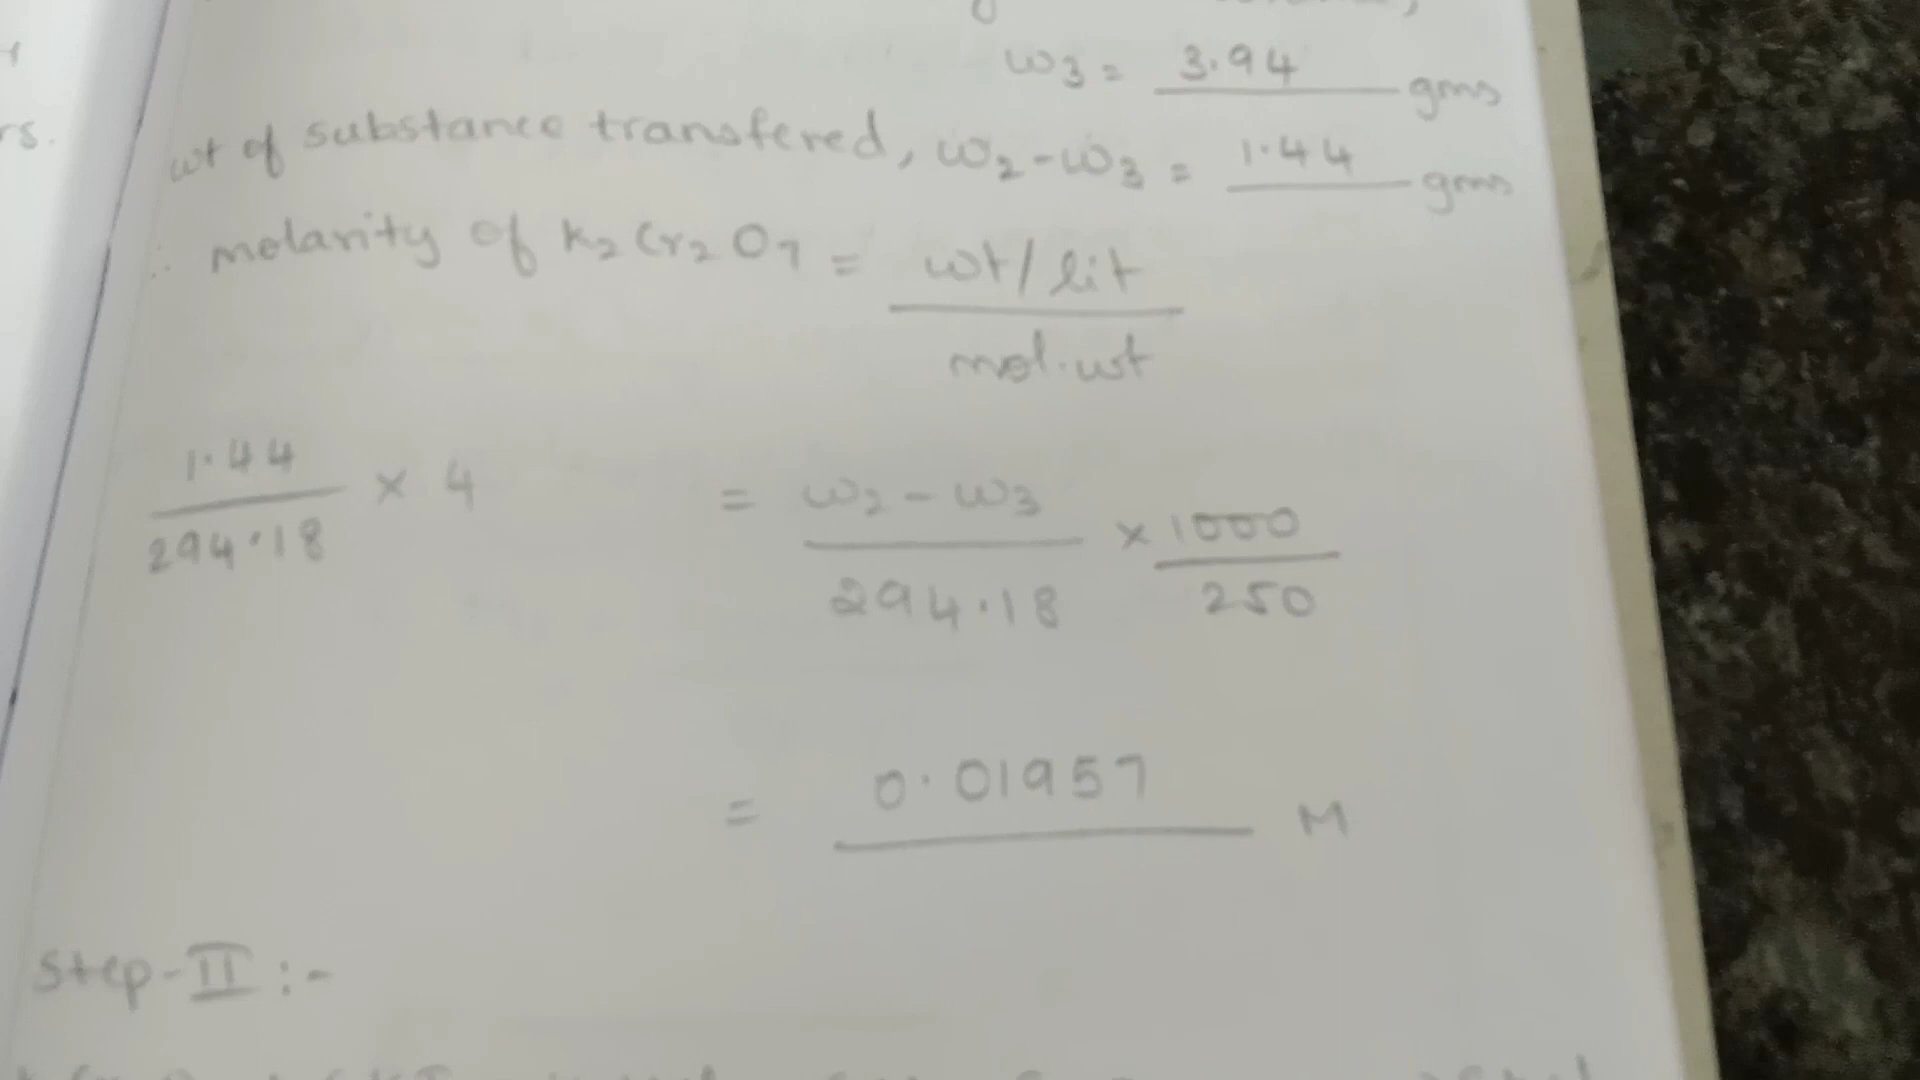 rs.
w3 = 3.94 gms
wt of substance transfered, w2-w3 = 1.44 gms
∴ molarity of K2Cr2O7 = wt/lit
mol.wt
1.44
294.18 × 4
= w2 - w3
294.18 × 1000
250
= 0.01957 M
Step-II :-